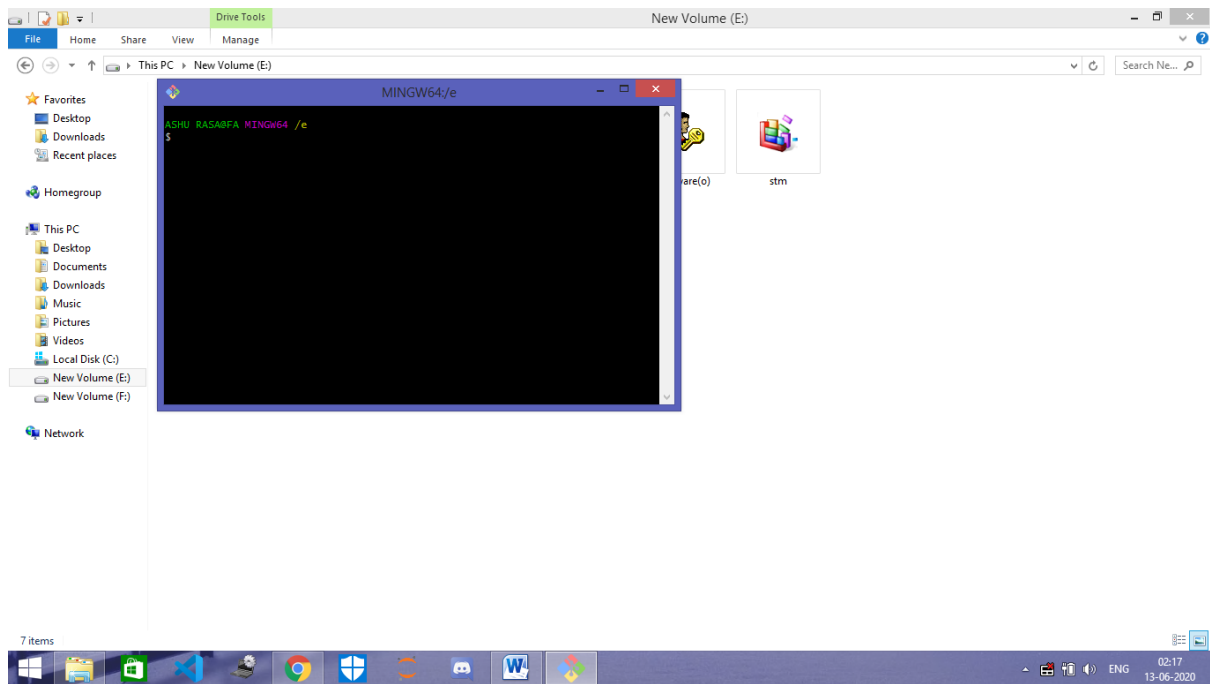 Drive Tools
New Volume (E:)
File Home Share View Manage
This PC New Volume (E:)
Search Ne...
Favorites
Desktop
Downloads
Recent places
Homegroup
This PC
Desktop
Documents
Downloads
Music
Pictures
Videos
Local Disk (C:)
New Volume (E:)
New Volume (F:)
Network
MINGW64:/e
ASHU RASA@FA MINGW64 /e
$
are(o)
stm
7 items
ENG
02:17
13-06-2020